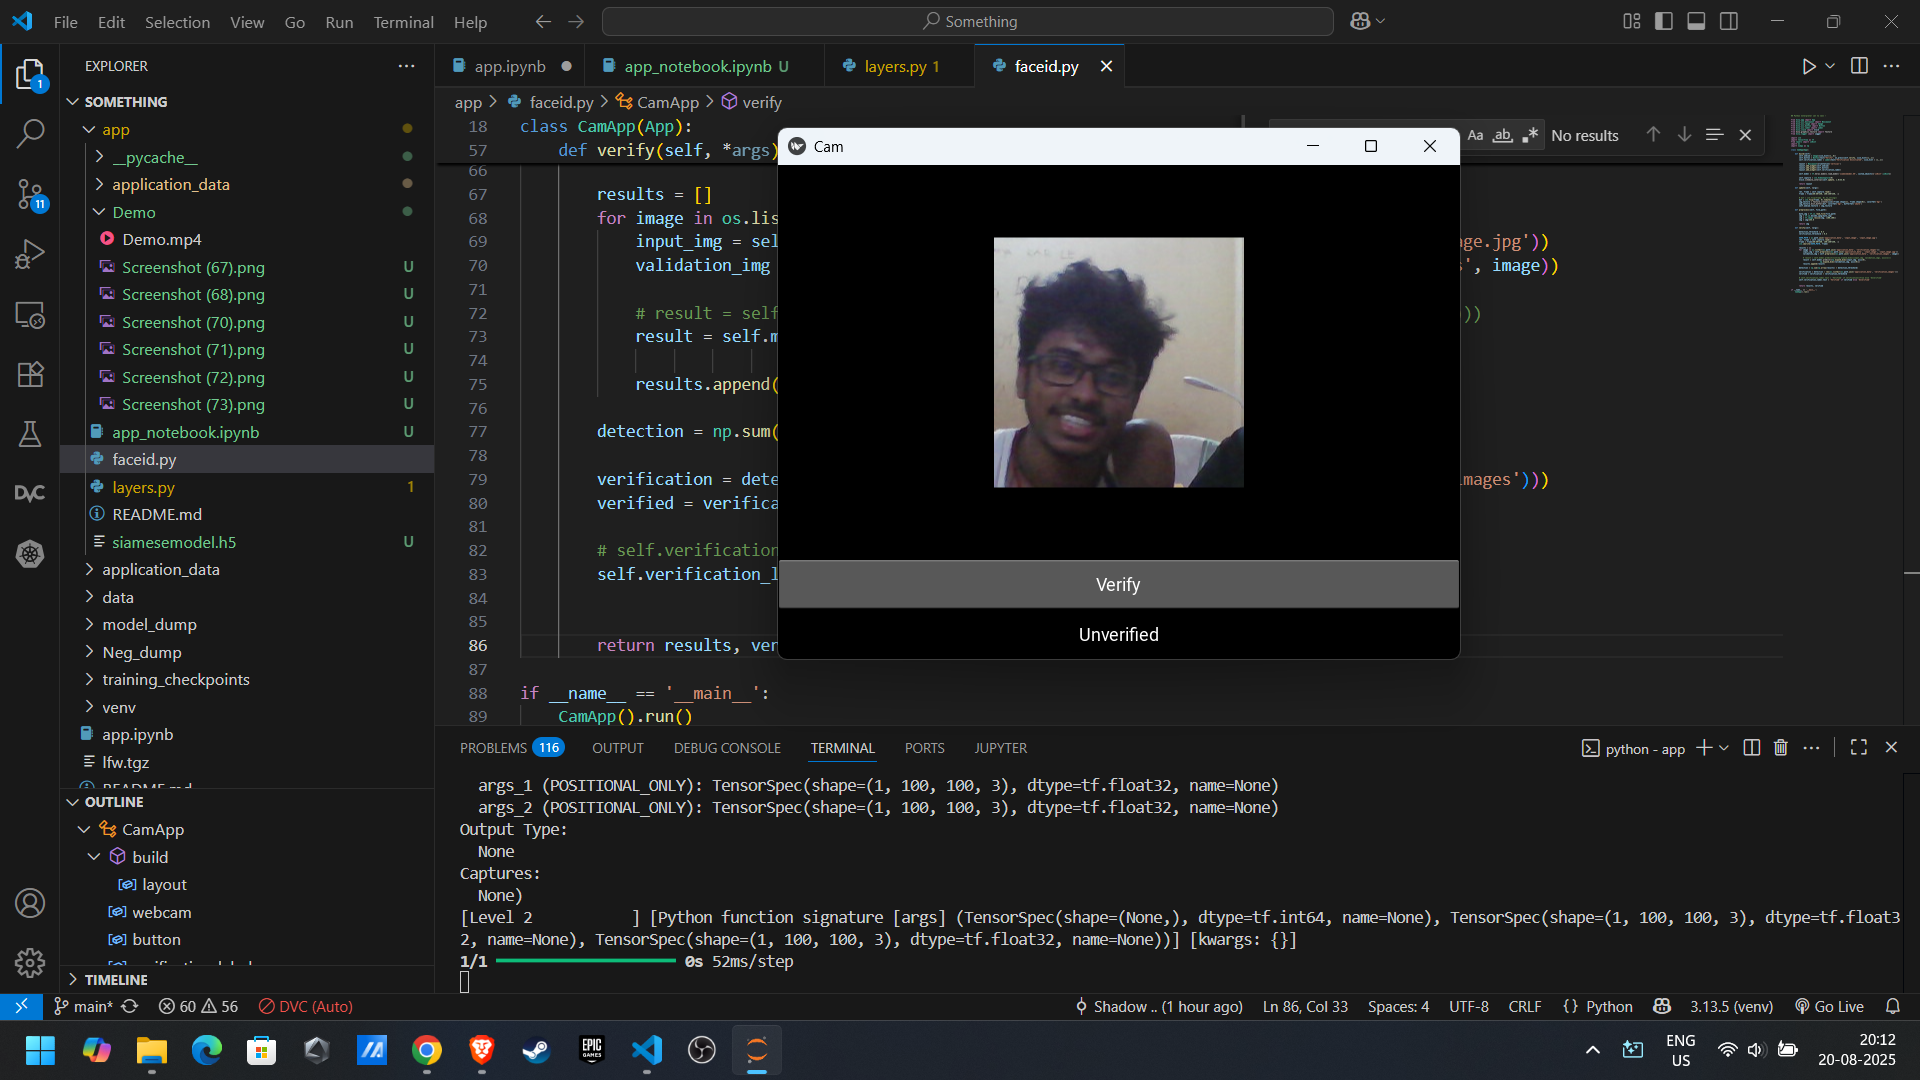 File Edit Selection View Go Run Terminal Help
Something
EXPLORER
SOMETHING
app
__pycache__
application_data
Demo
Demo.mp4
Screenshot (67).png U
Screenshot (68).png U
Screenshot (70).png U
Screenshot (71).png U
Screenshot (72).png U
Screenshot (73).png U
app_notebook.ipynb U
faceid.py
layers.py 1
README.md
siamesemodel.h5 U
application_data
data
model_dump
Neg_dump
training_checkpoints
venv
app.ipynb
lfw.tgz
README.md
OUTLINE
CamApp
build
layout
webcam
button
TIMELINE
app.ipynb
app_notebook.ipynb U
layers.py 1
faceid.py
app > faceid.py > CamApp > verify
18 class CamApp(App):
57 def verify(self, *args)
66
67 results = []
68 for image in os.lis
69 input_img = sel ge.jpg'))
70 validation_img ', image))
71
72 # result = self ))
73 result = self.m
74
75 results.append(
76
77 detection = np.sum(
78
79 verification = dete mages')))
80 verified = verifica
81
82 # self.verification
83 self.verification_l
84
85
86 return results, ver
87
88 if __name__ == '__main__':
89 CamApp().run()
Aa ab No results
Cam
Verify
Unverified
PROBLEMS 116 OUTPUT DEBUG CONSOLE TERMINAL PORTS JUPYTER
python - app
args_1 (POSITIONAL_ONLY): TensorSpec(shape=(1, 100, 100, 3), dtype=tf.float32, name=None)
args_2 (POSITIONAL_ONLY): TensorSpec(shape=(1, 100, 100, 3), dtype=tf.float32, name=None)
Output Type:
None
Captures:
None)
[Level 2 ] [Python function signature [args] (TensorSpec(shape=(None,), dtype=tf.int64, name=None), TensorSpec(shape=(1, 100, 100, 3), dtype=tf.float3
2, name=None), TensorSpec(shape=(1, 100, 100, 3), dtype=tf.float32, name=None))] [kwargs: {}]
1/1 0s 52ms/step
1
11
DVC
main* 60 56 DVC (Auto)
Shadow .. (1 hour ago) Ln 86, Col 33 Spaces: 4 UTF-8 CRLF {} Python 3.13.5 (venv) Go Live
EPIC
GAMES
ENG
US
20:12
20-08-2025